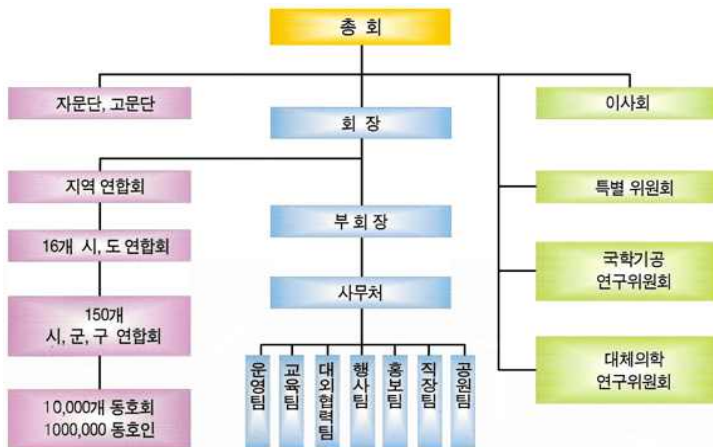 총 회
자문단, 고문단
회 장
이사회
지역 연합회
특별 위원회
부 회 장
16개 시, 도 연합회
국학기공
연구위원회
사무처
150개
시, 군, 구 연합회
대체의학
연구위원회
운영팀
교육팀
대외협력팀
행사팀
홍보팀
직장팀
공원팀
10,000개 동호회
1000,000 동호인